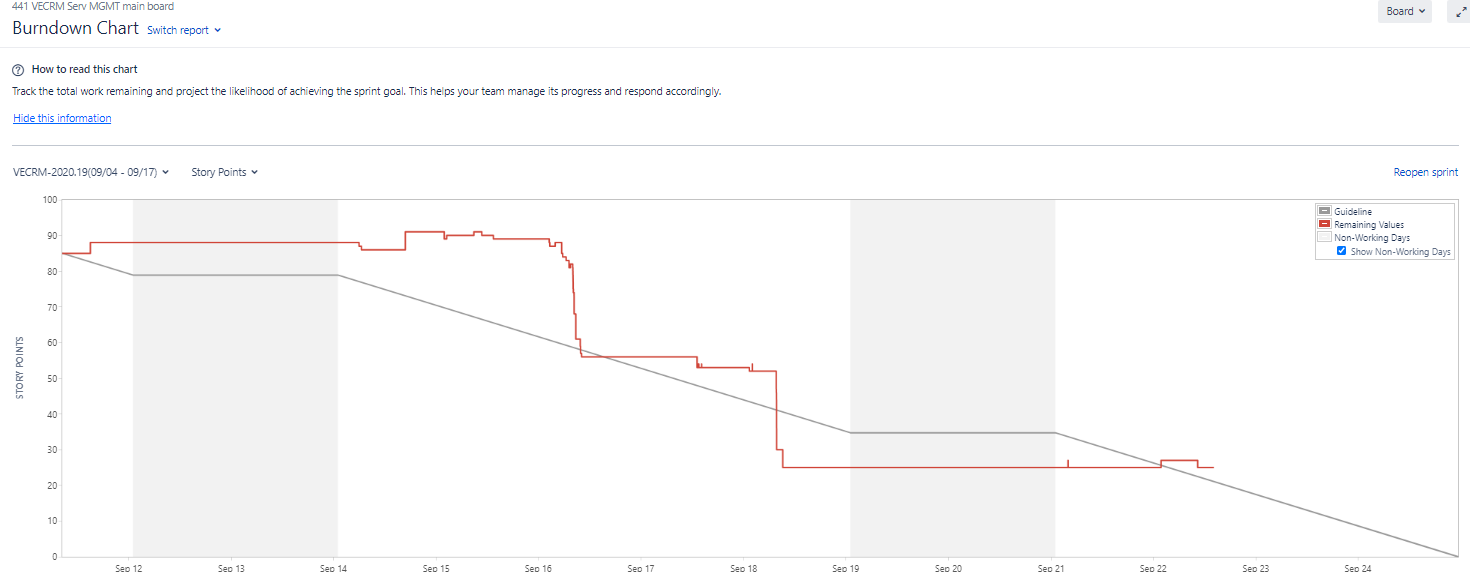 441 VECRM Serv MGMT main board
Board
Burndown Chart Switch report
How to read this chart
Track the total work remaining and project the likelihood of achieving the sprint goal. This helps your team manage its progress and respond accordingly.
Hide this information
VECRM-2020.19(09/04 - 09/17) Story Points Reopen sprint
Guideline
Remaining Values
Non-Working Days
Show Non-Working Days
STORY POINTS
100
90
80
70
60
50
40
30
20
10
0
Sep 12 Sep 13 Sep 14 Sep 15 Sep 16 Sep 17 Sep 18 Sep 19 Sep 20 Sep 21 Sep 22 Sep 23 Sep 24